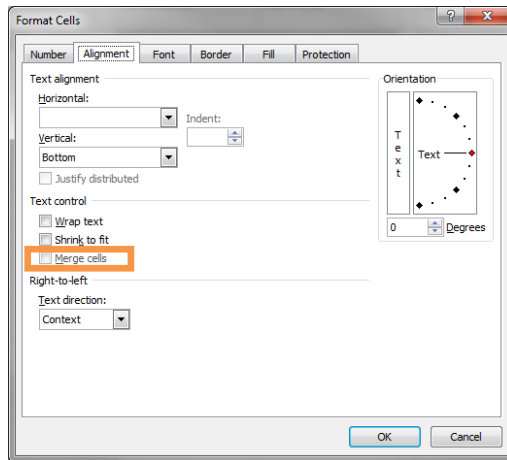 Format Cells
?
Number Alignment Font Border Fill Protection
Text alignment
Horizontal:
Indent:
Vertical:
Bottom
Justify distributed
Text control
Wrap text
Shrink to fit
Merge cells
Right-to-left
Text direction:
Context
Orientation
Text
Text
0 Degrees
OK Cancel